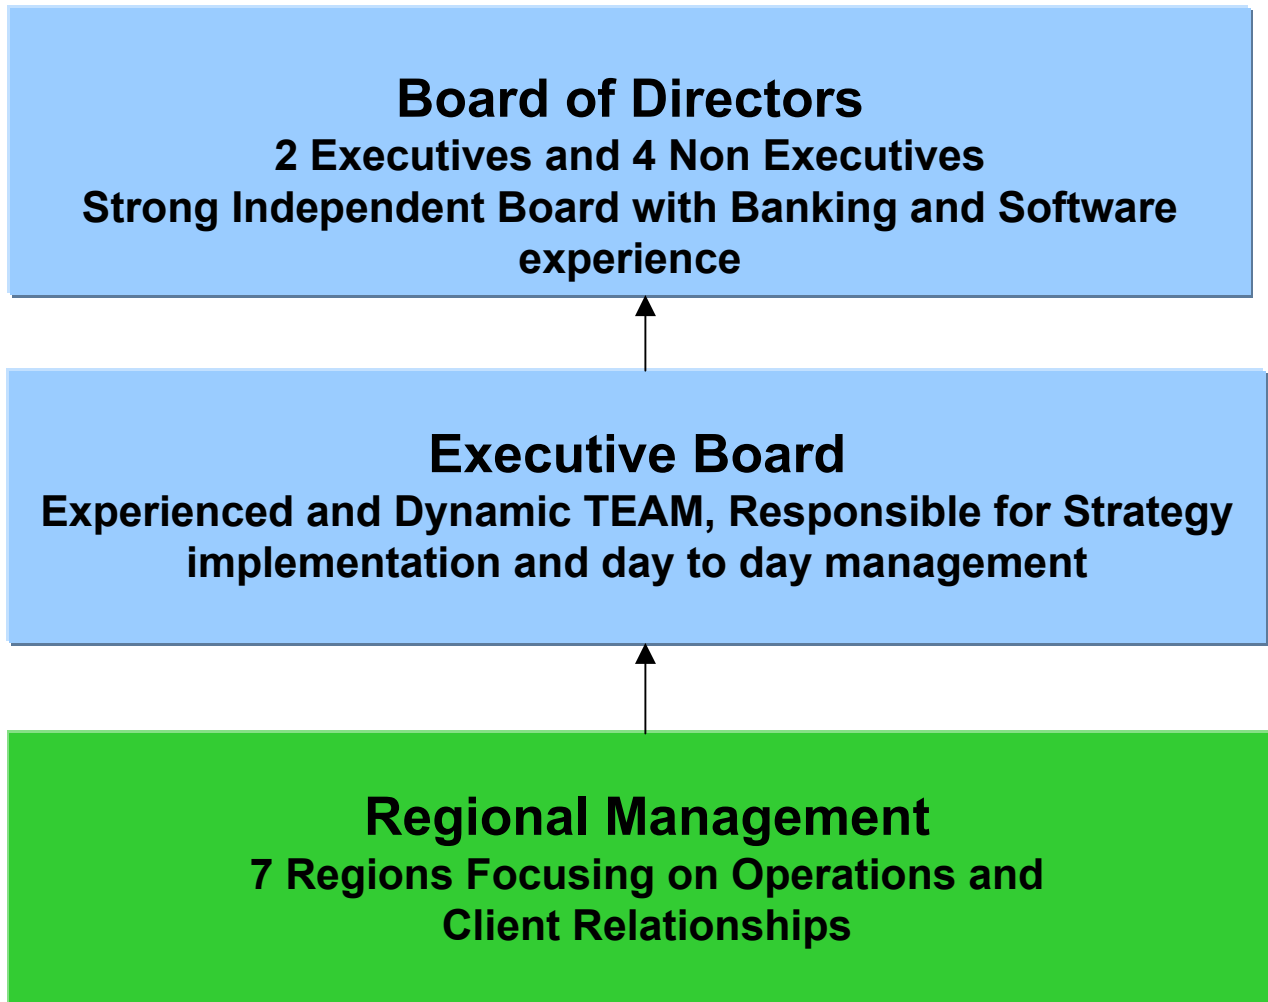 Board of Directors
2 Executives and 4 Non Executives
Strong Independent Board with Banking and Software
experience
Executive Board
Experienced and Dynamic TEAM, Responsible for Strategy
implementation and day to day management
Regional Management
7 Regions Focusing on Operations and
Client Relationships